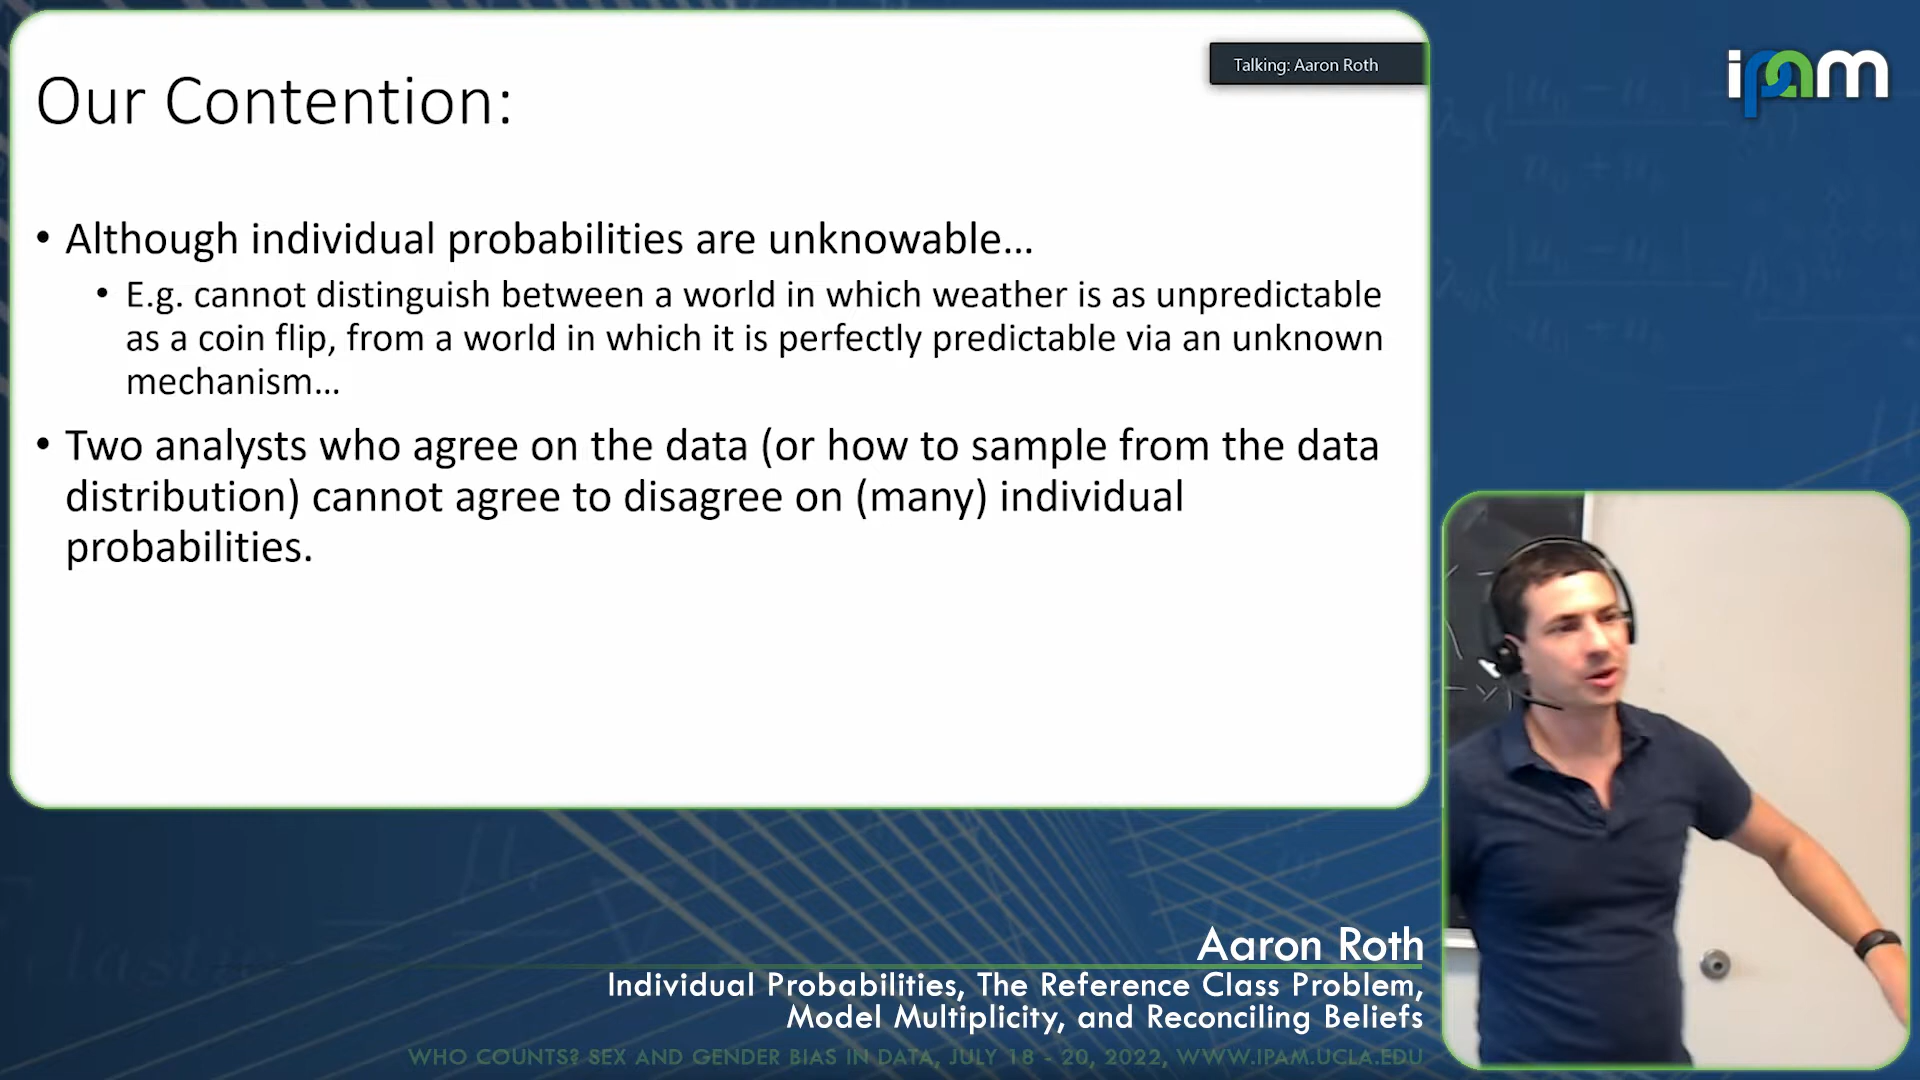 Talking: Aaron Roth
ipam
Our Contention:
• Although individual probabilities are unknowable...
• E.g. cannot distinguish between a world in which weather is as unpredictable
as a coin flip, from a world in which it is perfectly predictable via an unknown
mechanism...
• Two analysts who agree on the data (or how to sample from the data
distribution) cannot agree to disagree on (many) individual
probabilities.
Aaron Roth
Individual Probabilities, The Reference Class Problem,
Model Multiplicity, and Reconciling Beliefs
WHO COUNTS? SEX AND GENDER BIAS IN DATA, JULY 18 - 20, 2022, WWW.IPAM.UCLA.EDU